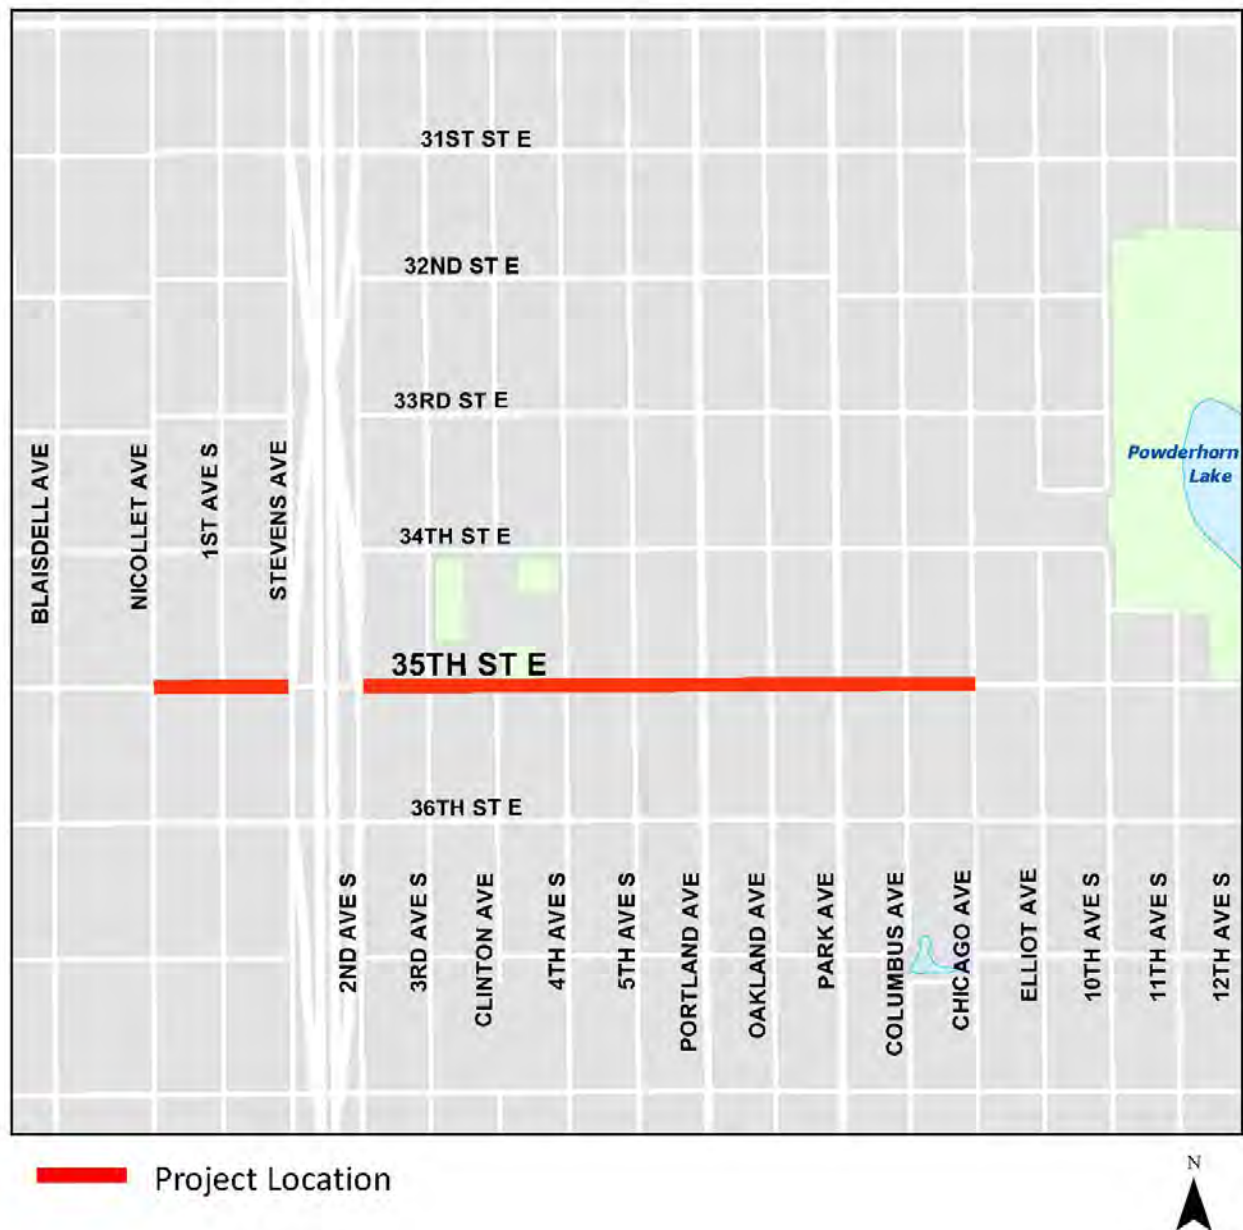 31ST ST E
32ND ST E
33RD ST E
BLAISDELL AVE
NICOLLET AVE
1ST AVE S
STEVENS AVE
Powderhorn
Lake
34TH ST E
35TH ST E
36TH ST E
2ND AVE S
3RD AVE S
CLINTON AVE
4TH AVE S
5TH AVE S
PORTLAND AVE
OAKLAND AVE
PARK AVE
COLUMBUS AVE
CHICAGO AVE
ELLIOT AVE
10TH AVE S
11TH AVE S
12TH AVE S
Project Location
N